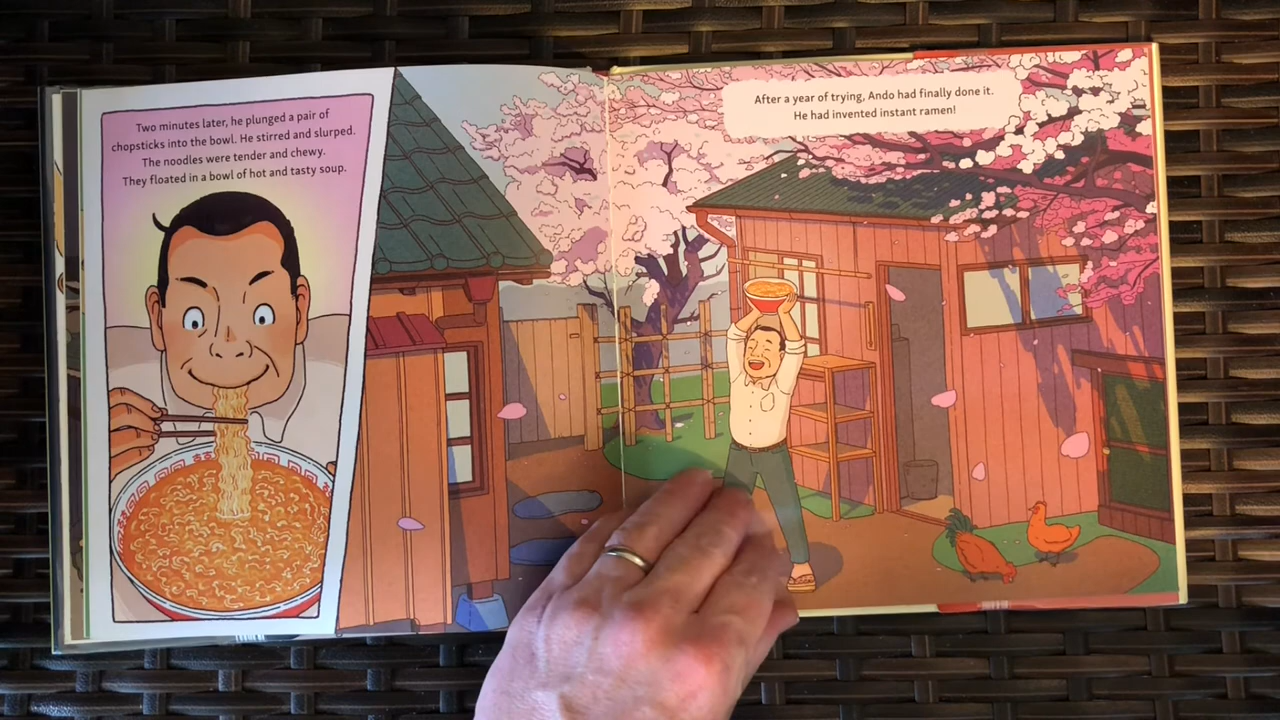 Two minutes later, he plunged a pair of
chopsticks into the bowl. He stirred and slurped.
The noodles were tender and chewy.
They floated in a bowl of hot and tasty soup.
After a year of trying, Ando had finally done it.
He had invented instant ramen!